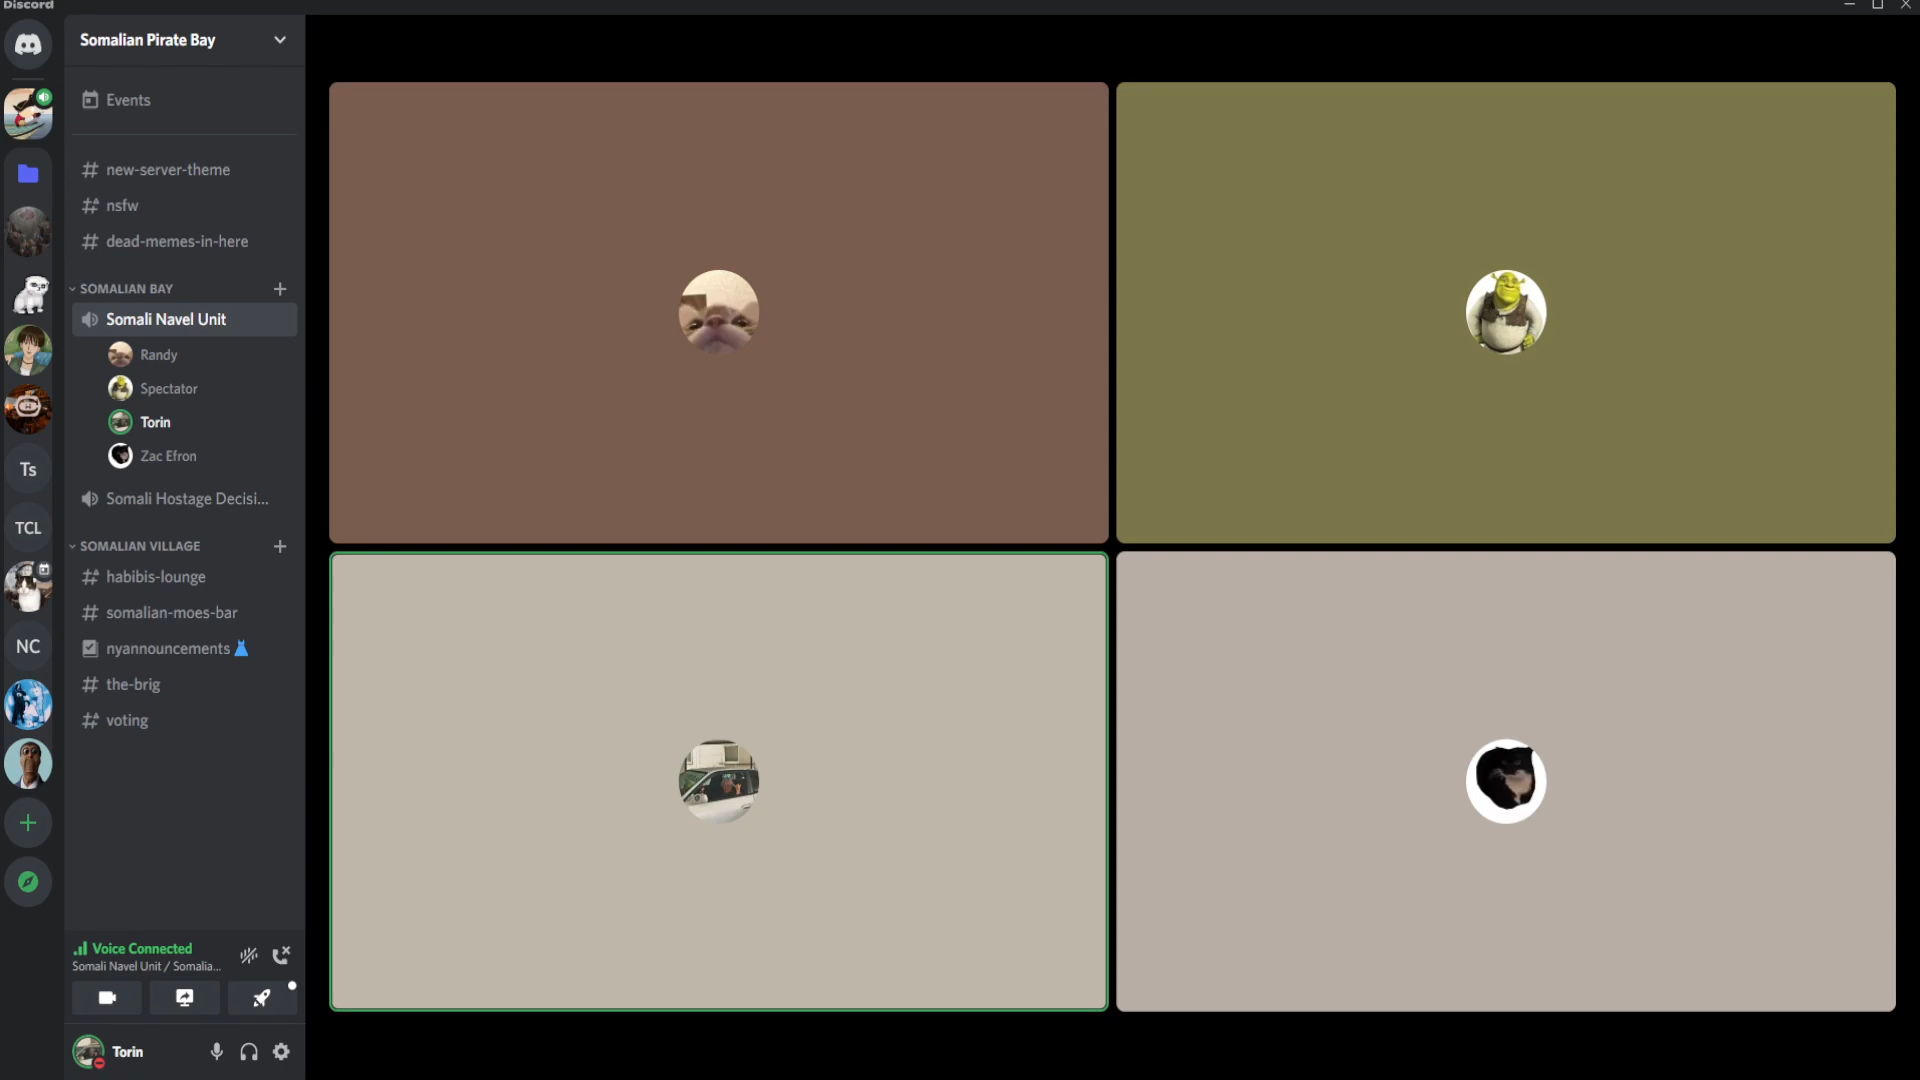 Discord
Somalian Pirate Bay
Events
new-server-theme
nsfw
dead-memes-in-here
SOMALIAN BAY
Somali Navel Unit
Randy
Spectator
Torin
Zac Efron
Ts
Somali Hostage Decisi...
TCL
SOMALIAN VILLAGE
habibis-lounge
somalian-moes-bar
NC
nyannouncements
the-brig
voting
Voice Connected
Somali Navel Unit / Somalia...
Torin